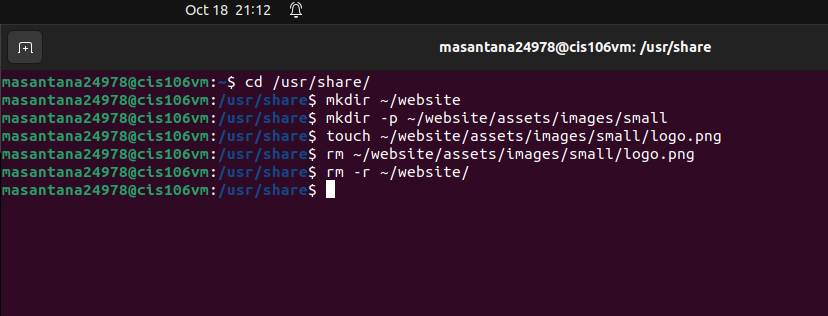 Oct 18 21:12
masantana24978@cis106vm: /usr/share
masantana24978@cis106vm:~$ cd /usr/share/
masantana24978@cis106vm:/usr/share$ mkdir ~/website
masantana24978@cis106vm:/usr/share$ mkdir -p ~/website/assets/images/small
masantana24978@cis106vm:/usr/share$ touch ~/website/assets/images/small/logo.png
masantana24978@cis106vm:/usr/share$ rm ~/website/assets/images/small/logo.png
masantana24978@cis106vm:/usr/share$ rm -r ~/website/
masantana24978@cis106vm:/usr/share$